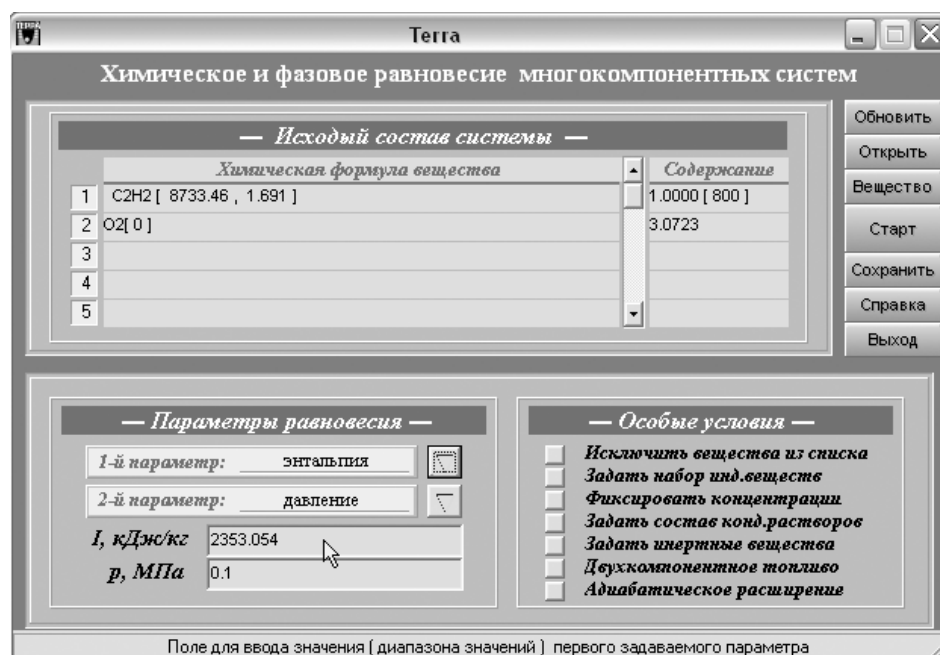 Terra
Химическое и фазовое равновесие многокомпонентных систем
— Исходый состав системы —
Химическая формула вещества Содержание
1 C2H2 [ 8733.46 , 1.691 ] 1.0000 [ 800 ]
2 O2[ 0 ] 3.0723
3
4
5
Обновить
Открыть
Вещество
Старт
Сохранить
Справка
Выход
— Параметры равновесия —
1-й параметр: энтальпия
2-й параметр: давление
I, кДж/кг 2353.054
p, МПа 0.1
— Особые условия —
Исключить вещества из списка
Задать набор инд.веществ
Фиксировать концентрации
Задать состав конд.растворов
Задать инертные вещества
Двухкомпонентное топливо
Адиабатическое расширение
Поле для ввода значения ( диапазона значений ) первого задаваемого параметра